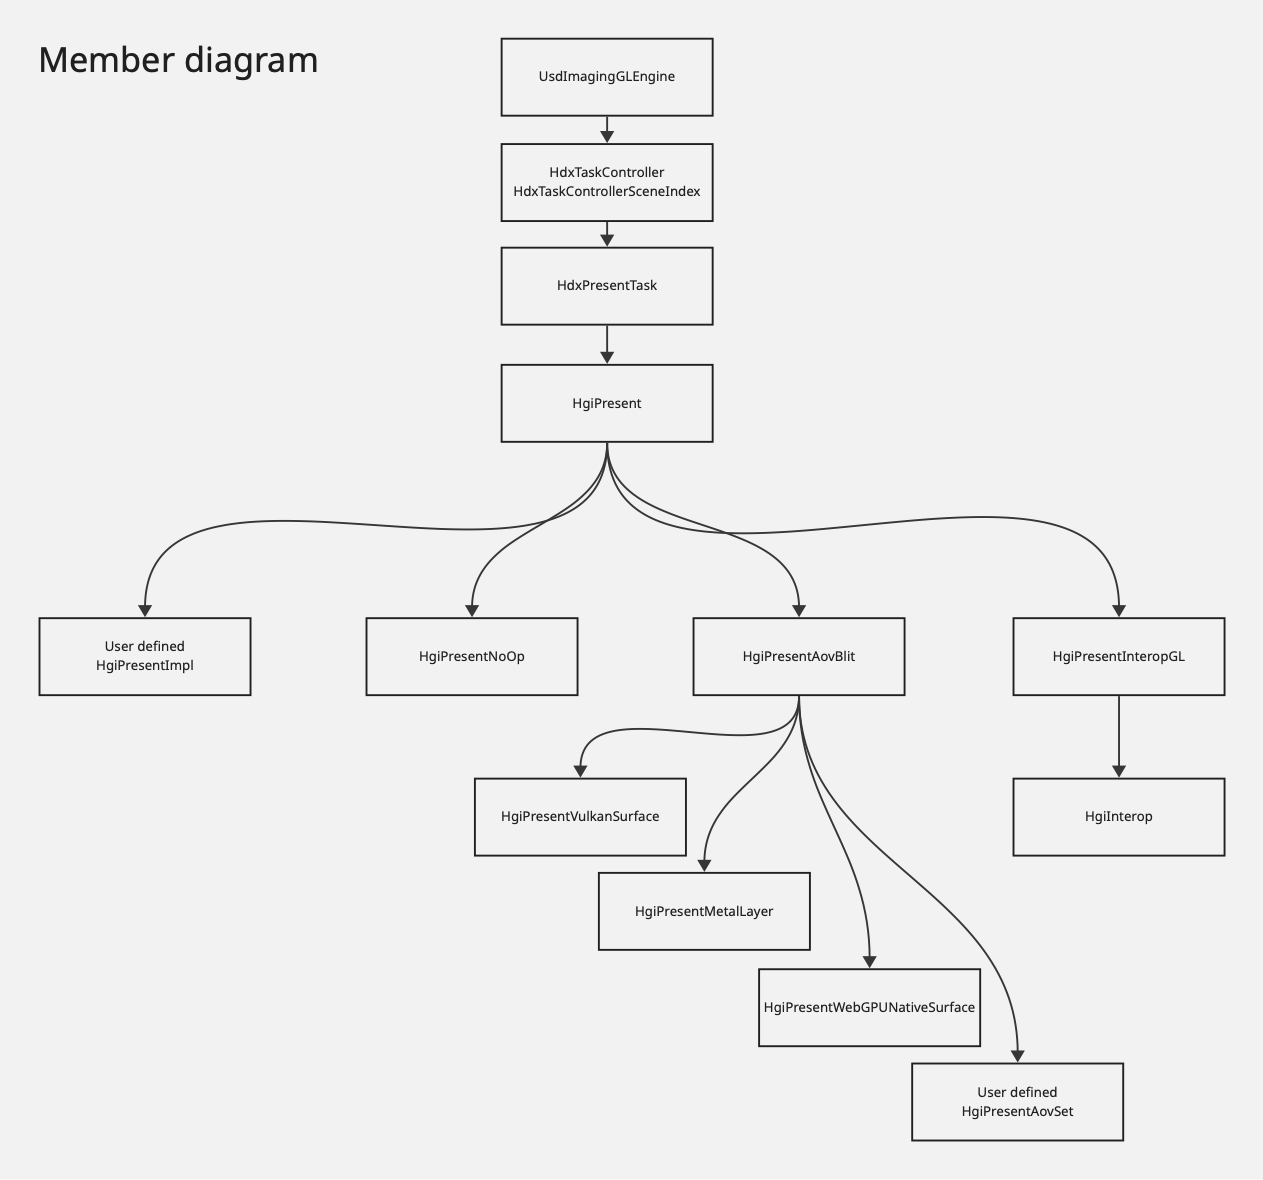 Member diagram
UsdImagingGLEngine
HdxTaskController
HdxTaskControllerSceneIndex
HdxPresentTask
HgiPresent
User defined
HgiPresentImpl
HgiPresentNoOp
HgiPresentAovBlit
HgiPresentInteropGL
HgiPresentVulkanSurface
HgiInterop
HgiPresentMetalLayer
HgiPresentWebGPUNativeSurface
User defined
HgiPresentAovSet